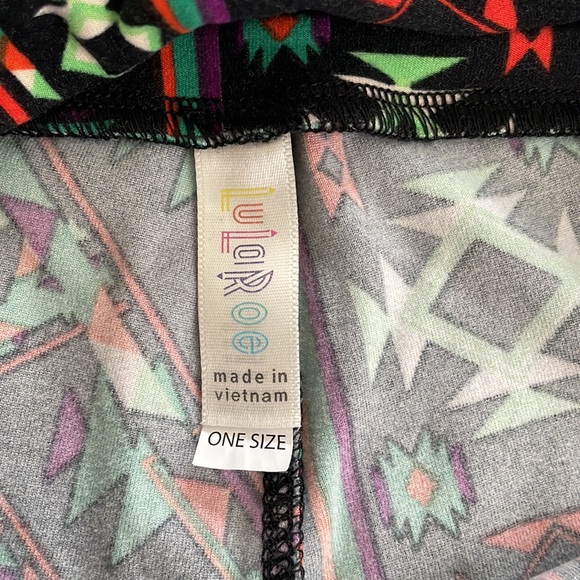 LuLaRoe
made in
vietnam
ONE SIZE